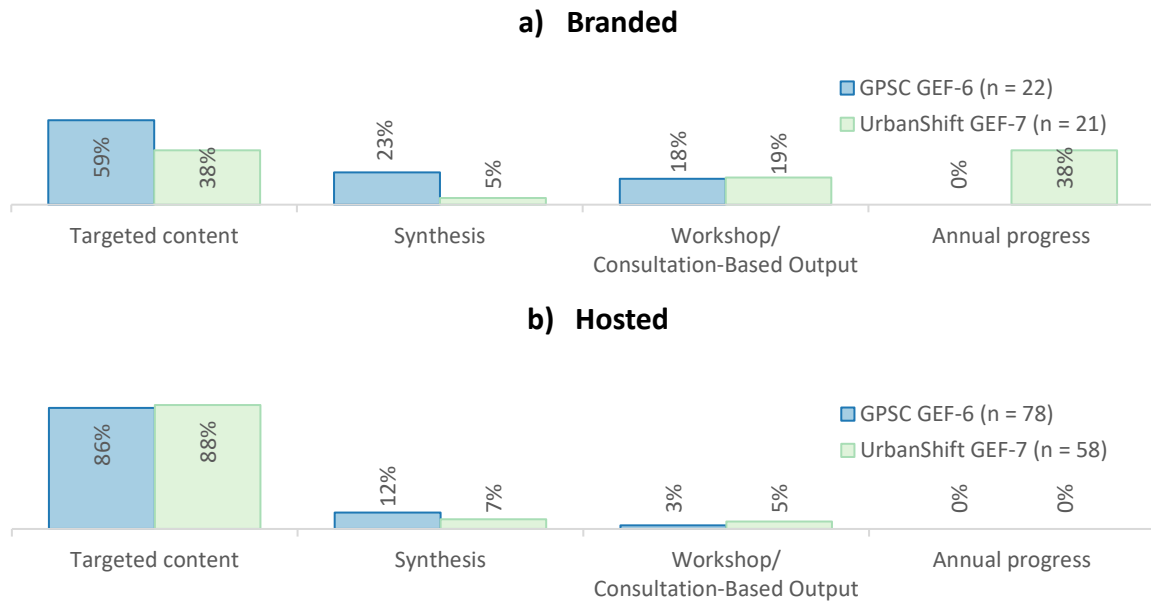 a) Branded
GPSC GEF-6 (n = 22)
UrbanShift GEF-7 (n = 21)
59%
38%
23%
5%
18%
19%
0%
38%
Targeted content
Synthesis
Workshop/
Consultation-Based Output
Annual progress
b) Hosted
GPSC GEF-6 (n = 78)
UrbanShift GEF-7 (n = 58)
86%
88%
12%
7%
3%
5%
0%
0%
Targeted content
Synthesis
Workshop/
Consultation-Based Output
Annual progress